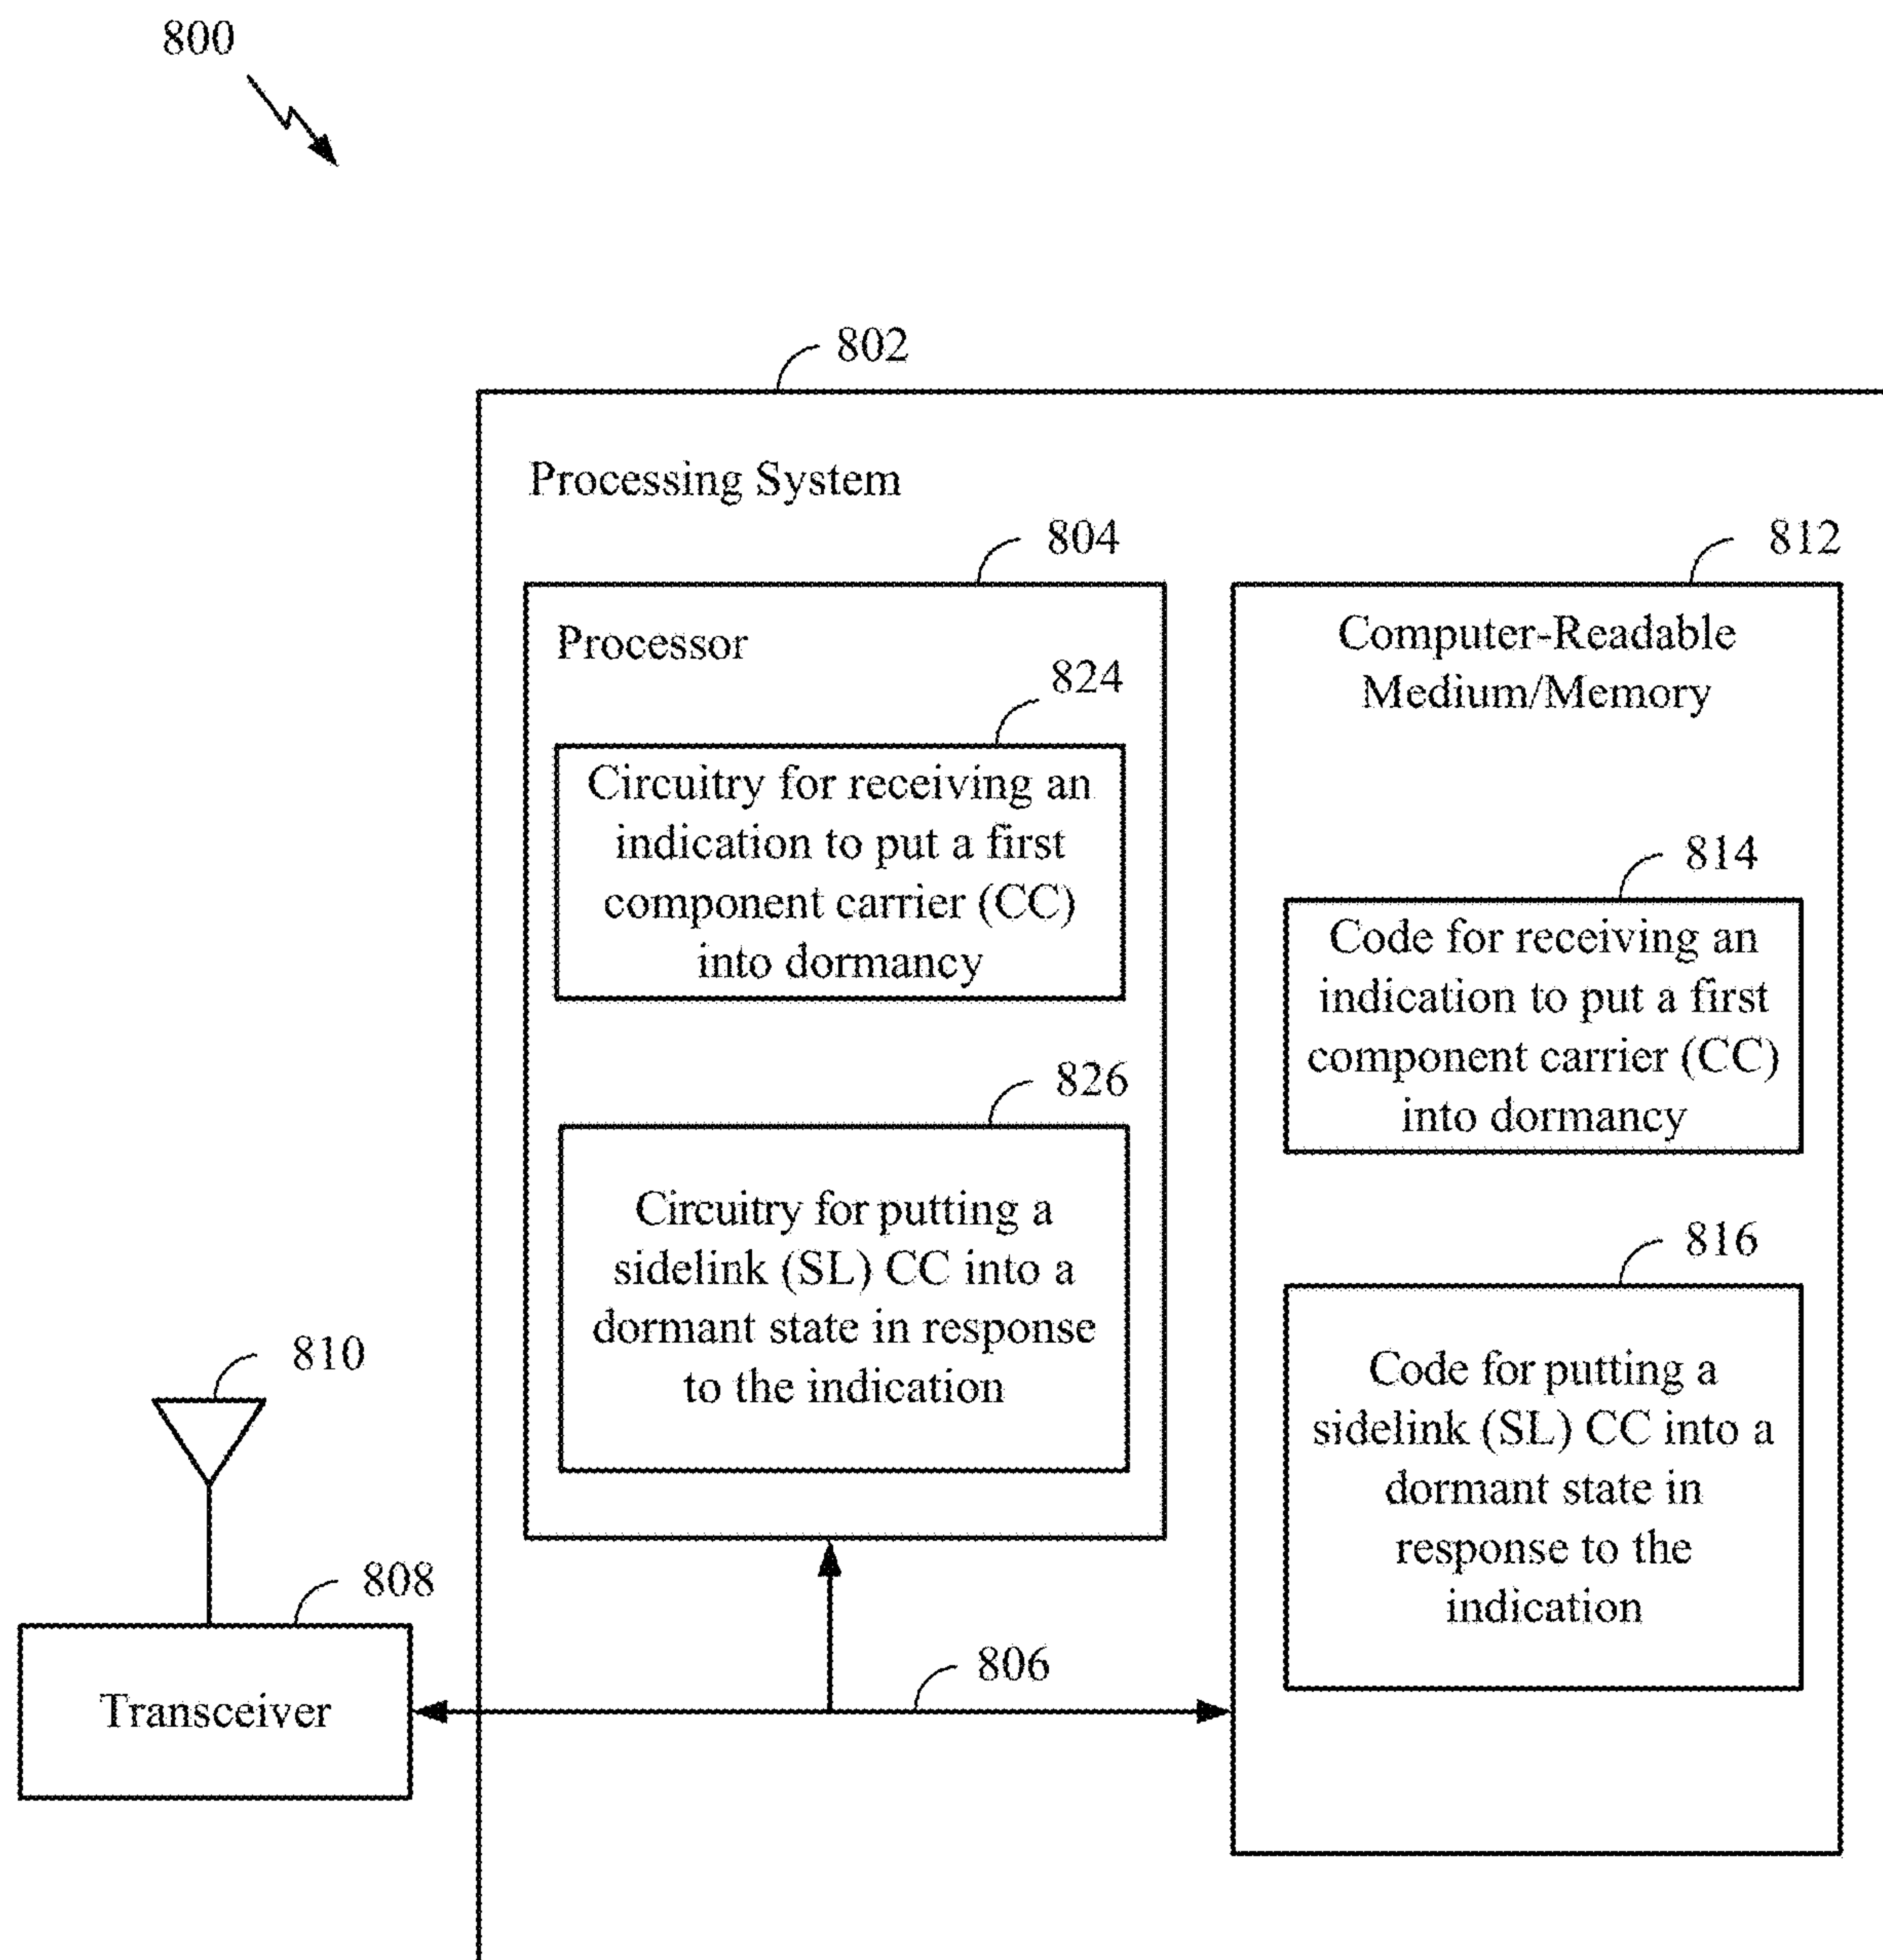 800
802
Processing System
804
Processor
824
Circuitry for receiving an
indication to put a first
component carrier (CC)
into dormancy
826
Circuitry for putting a
sidelink (SL) CC into a
dormant state in response
to the indication
812
Computer-Readable
Medium/Memory
814
Code for receiving an
indication to put a first
component carrier (CC)
into dormancy
816
Code for putting a
sidelink (SL) CC into a
dormant state in
response to the
indication
810
808
Transceiver
806